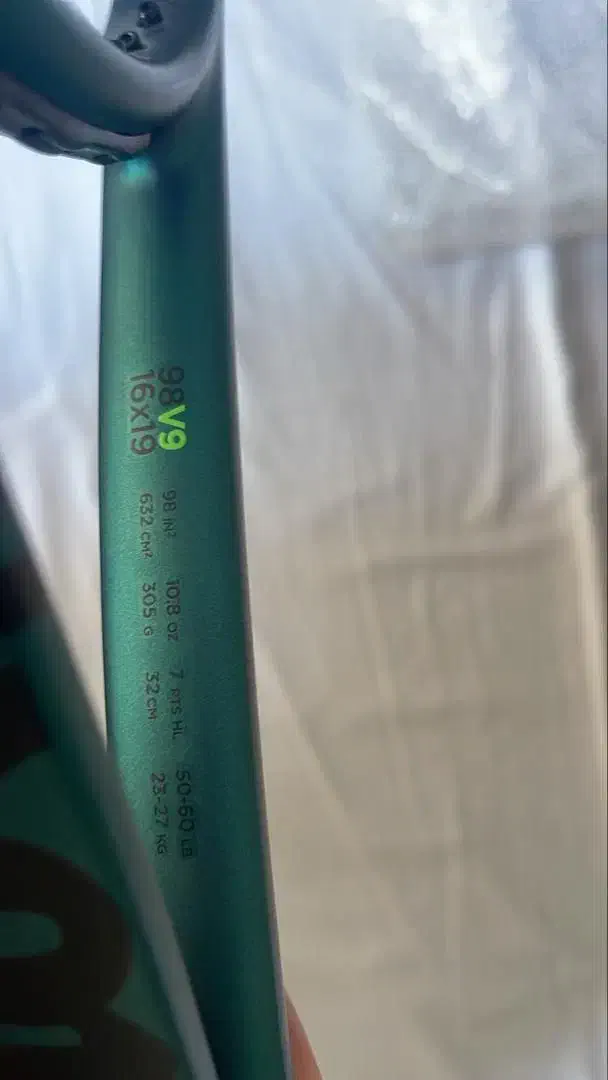 98V9
16x19
98 IN²
632 CM²
10.8 OZ
305 G
7 PTS HL
32 CM
50-60 LB
23-27 KG